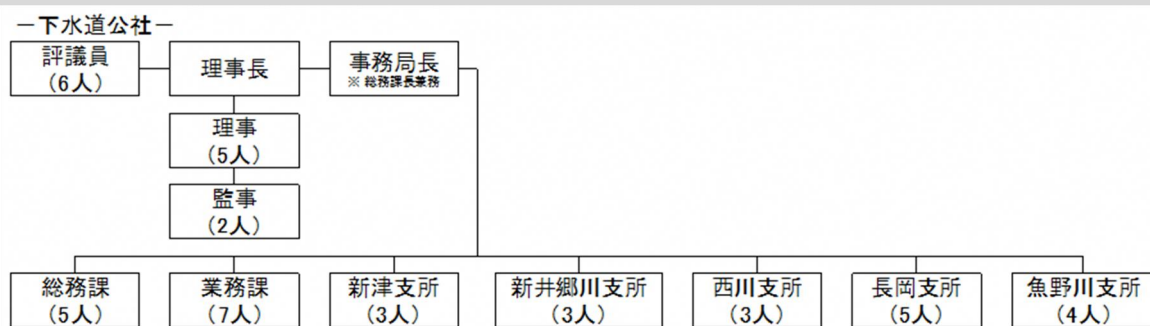 －下水道公社－
評議員
（6人）
理事長
事務局長
※ 総務課長兼務
理事
（5人）
監事
（2人）
総務課
（5人）
業務課
（7人）
新津支所
（3人）
新井郷川支所
（3人）
西川支所
（3人）
長岡支所
（5人）
魚野川支所
（4人）